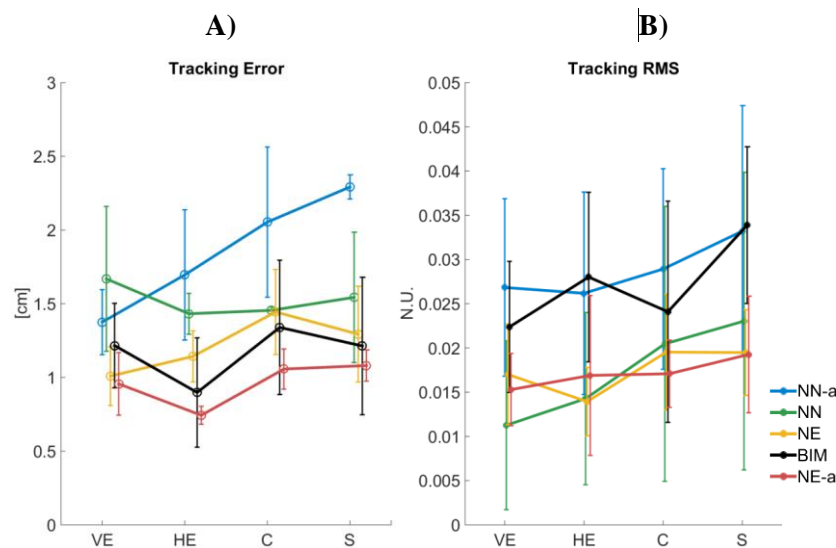 A)
B)
Tracking Error
Tracking RMS
3
2.5
2
1.5
1
0.5
0
[cm]
VE HE C S
0.05
0.045
0.04
0.035
0.03
0.025
0.02
0.015
0.01
0.005
0
N.U.
VE HE C S
NN-a
NN
NE
BIM
NE-a